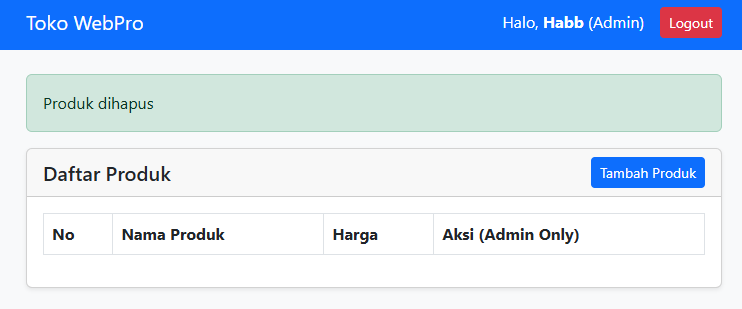 Toko WebPro Halo, Habb (Admin) Logout
Produk dihapus
Daftar Produk Tambah Produk
No Nama Produk Harga Aksi (Admin Only)